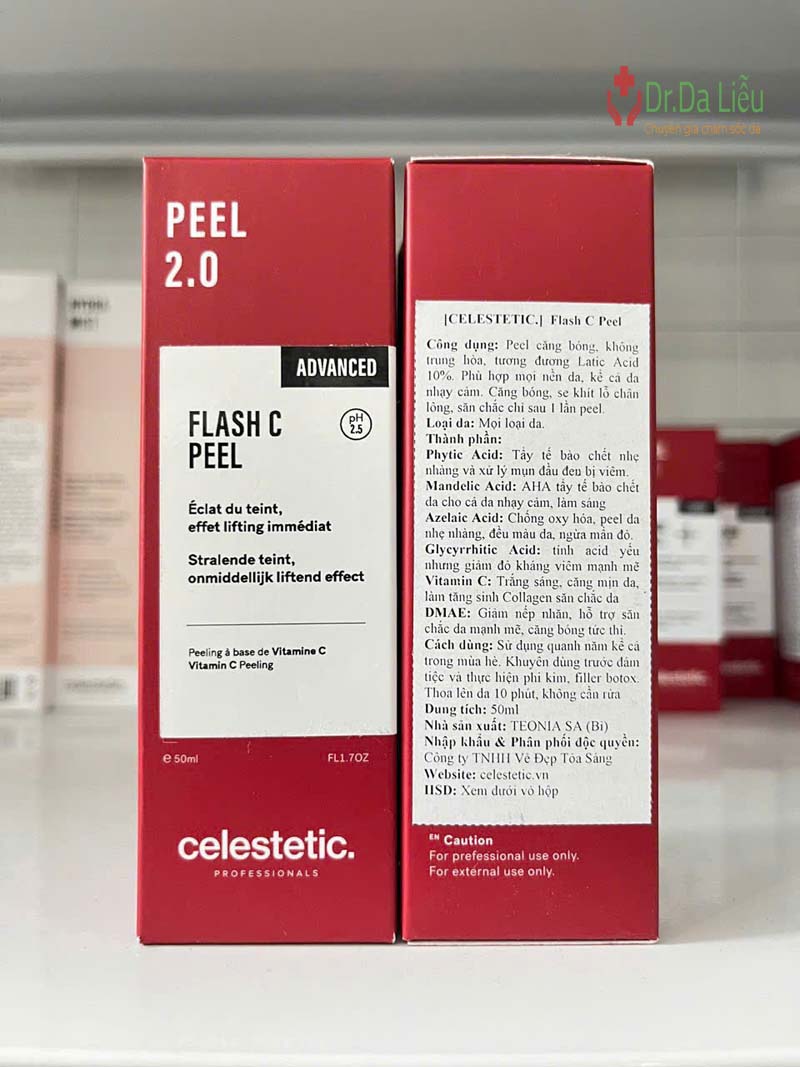 Dr.Da Liễu
Chuyên gia chăm sóc da
PEEL
2.0
ADVANCED
FLASH C
PEEL
pH
2.5
Éclat du teint,
effet lifting immédiat
Stralende teint,
onmiddellijk liftend effect
Peeling à base de Vitamine C
Vitamin C Peeling
℮ 50ml
FL1.7OZ
celestetic.
PROFESSIONALS
[CELESTETIC.] Flash C Peel
Công dụng: Peel căng bóng, không
trung hòa, tương đương Latic Acid
10%. Phù hợp mọi nền da, kể cả da
nhạy cảm. Căng bóng, se khít lỗ chân
lông, săn chắc chỉ sau 1 lần peel.
Loại da: Mọi loại da.
Thành phần:
Phytic Acid: Tẩy tế bào chết nhẹ
nhàng và xử lý mụn đầu đen bị viêm.
Mandelic Acid: AHA tẩy tế bào chết
da cho cả da nhạy cảm, làm sáng
Azelaic Acid: Chống oxy hóa, peel da
nhẹ nhàng, đều màu da, ngừa mẩn đỏ.
Glycyrrhitic Acid: tính acid yếu
nhưng giảm đỏ kháng viêm mạnh mẽ
Vitamin C: Trắng sáng, căng mịn da,
làm tăng sinh Collagen săn chắc da
DMAE: Giảm nếp nhăn, hỗ trợ săn
chắc da mạnh mẽ, căng bóng tức thì.
Cách dùng: Sử dụng quanh năm kể cả
trong mùa hè. Khuyên dùng trước đám
tiệc và thực hiện phi kim, filler botox.
Thoa lên da 10 phút, không cần rửa
Dung tích: 50ml
Nhà sản xuất: TEONIA SA (Bỉ)
Nhập khẩu & Phân phối độc quyền:
Công ty TNHH Vẻ Đẹp Tỏa Sáng
Website: celestetic.vn
HSD: Xem dưới vỏ hộp
EN Caution
For prefessional use only.
For external use only.